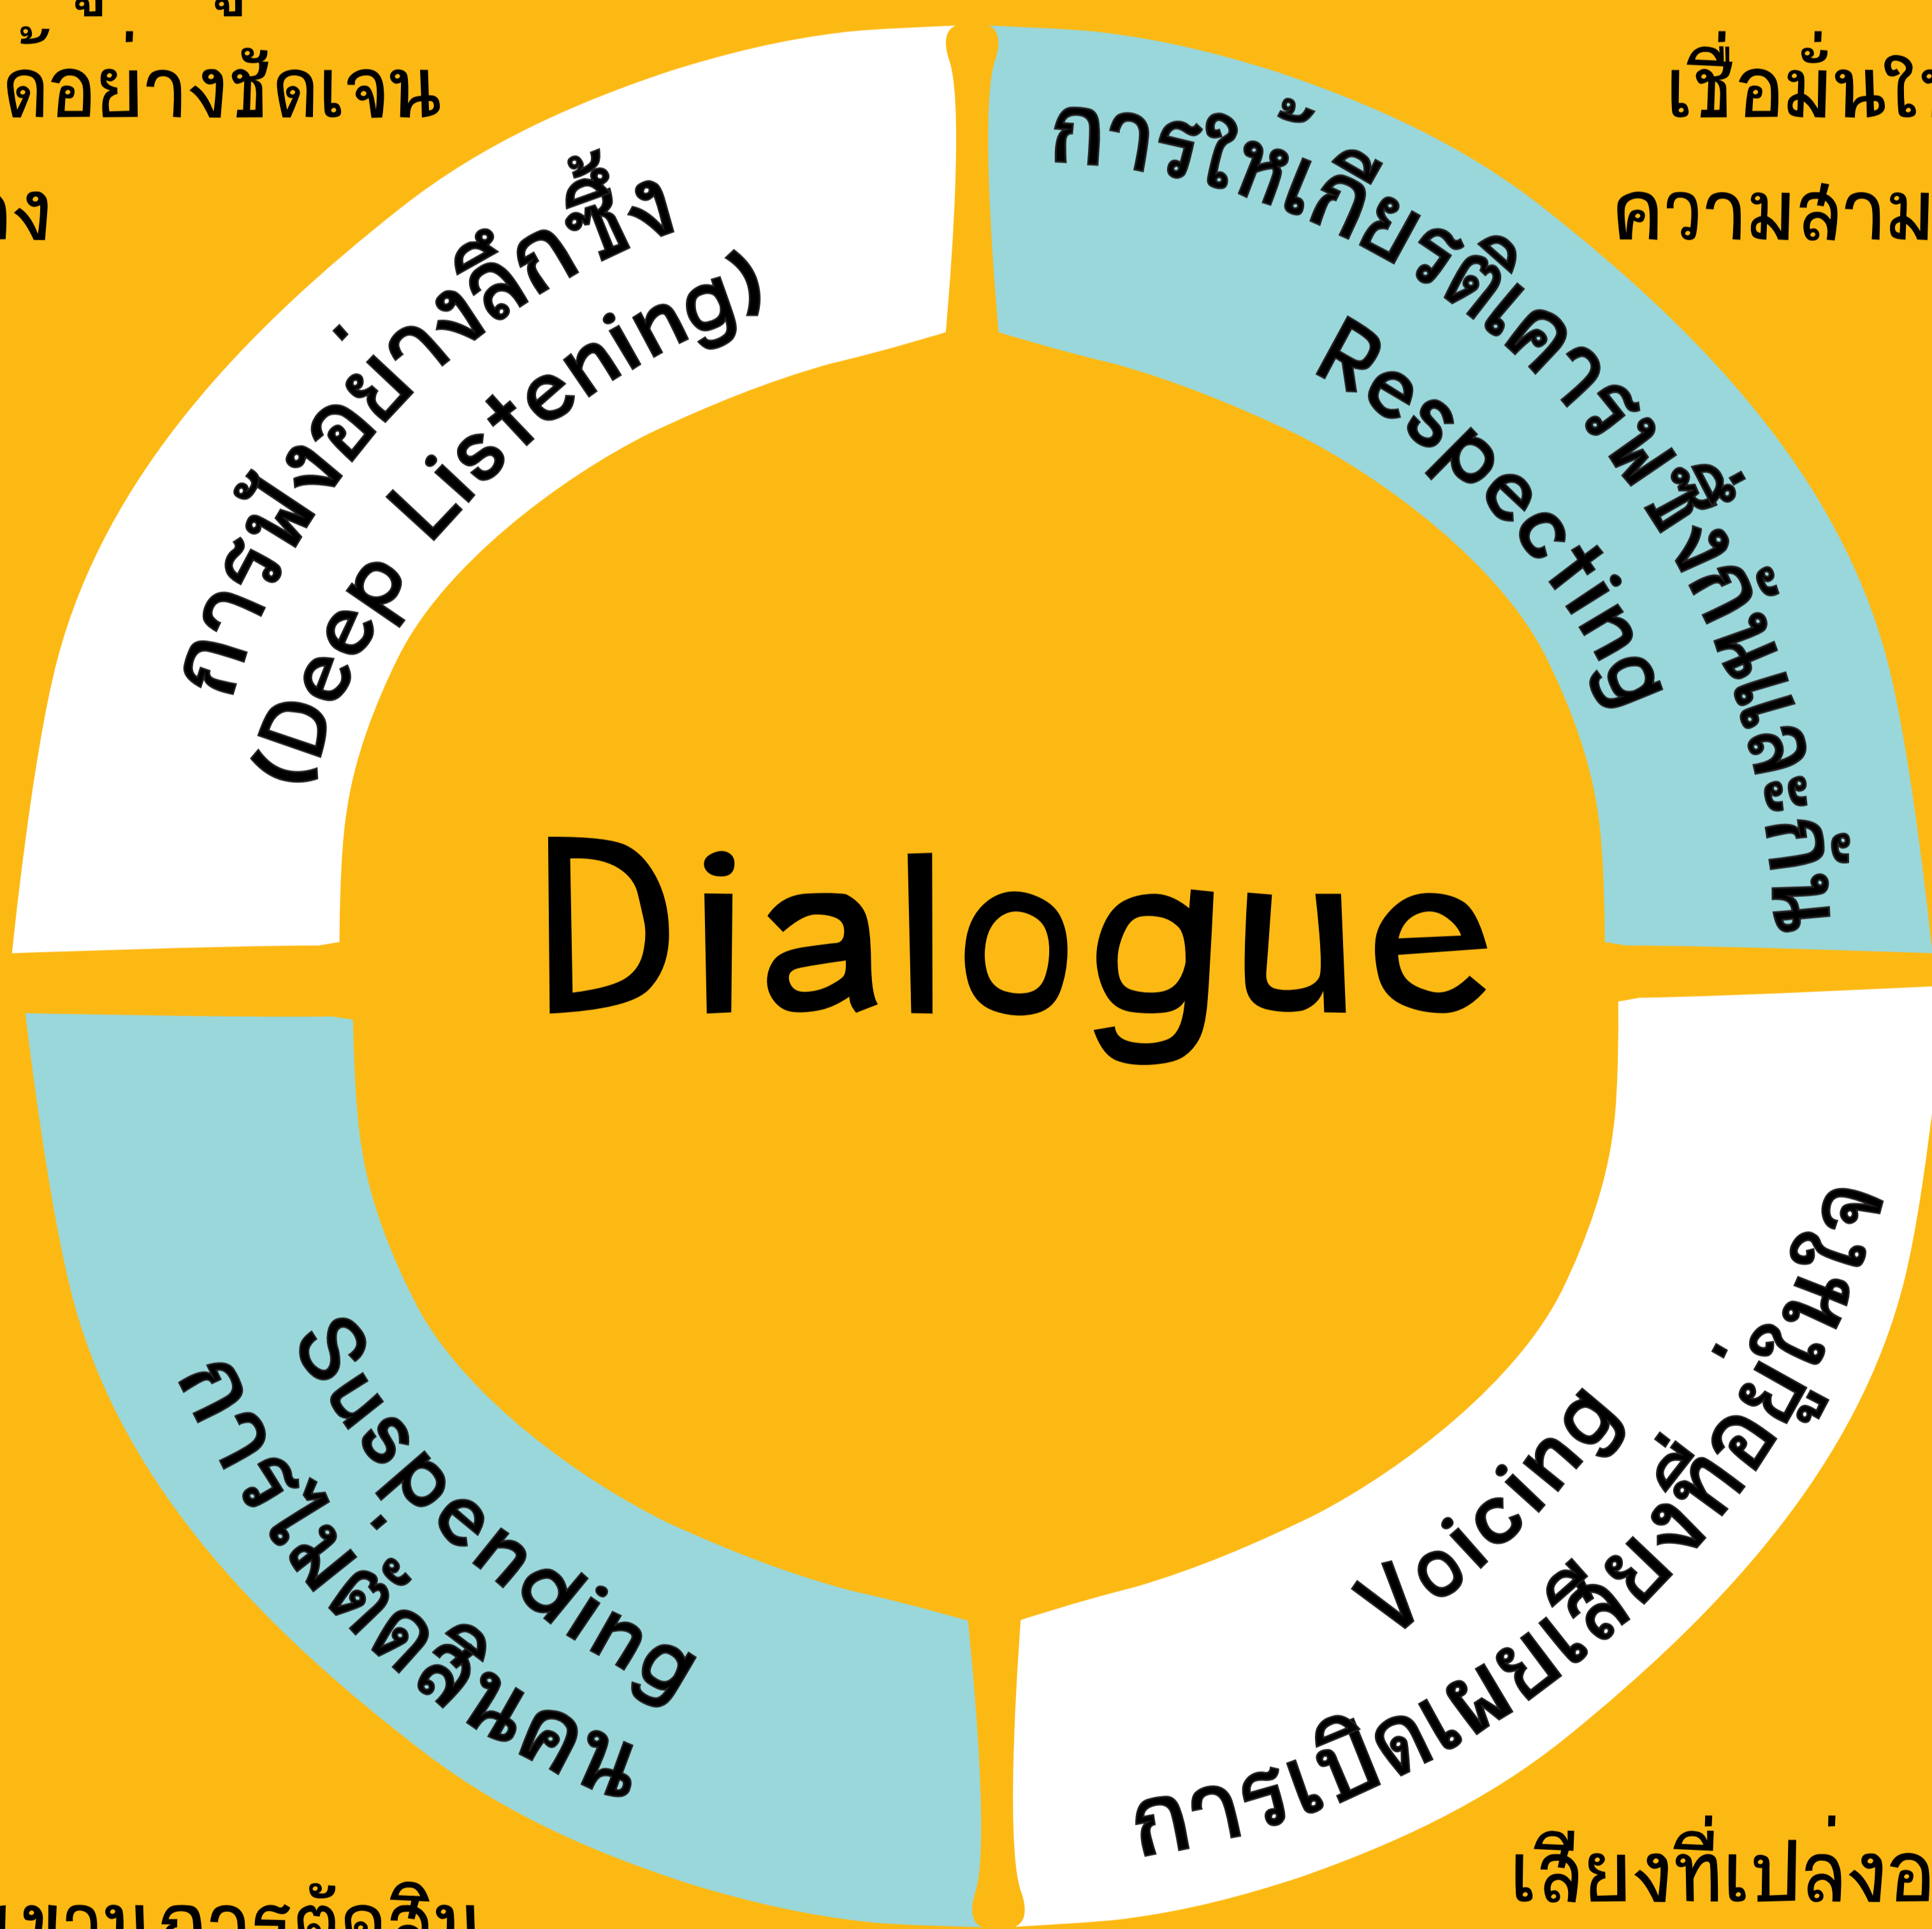 ด้อย่างชัดเจน
เชื่อมั่นใ
ความสาม
การฟังอย่างลึกซึ้ง
(Deep Listening)
การให้เกียรติเคารพซึ่งกันและกัน
Respecting
Dialogue
Suspending
การไม่ตัดสินคน
Voicing
การเปิดเผยเสียงที่อยู่ในใจ
เสียงที่เปล่งอ